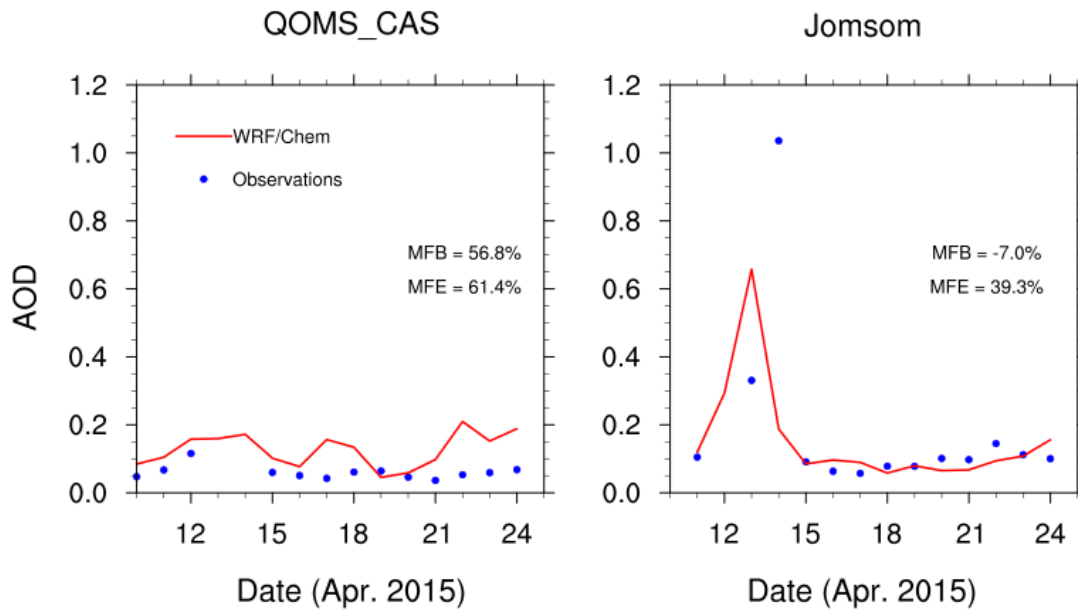 QOMS_CAS
1.2
1.0
0.8
0.6
0.4
0.2
0.0
AOD
WRF/Chem
Observations
MFB = 56.8%
MFE = 61.4%
12 15 18 21 24
Date (Apr. 2015)
Jomsom
1.2
1.0
0.8
0.6
0.4
0.2
0.0
MFB = -7.0%
MFE = 39.3%
12 15 18 21 24
Date (Apr. 2015)